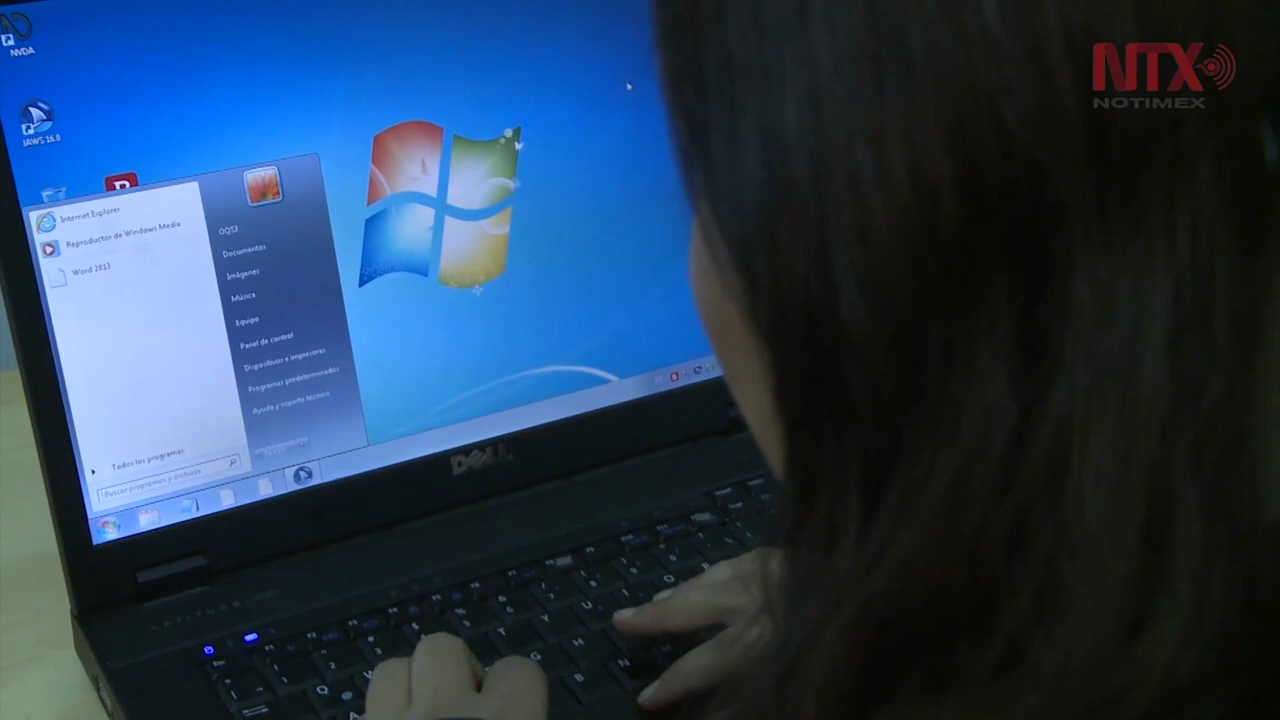 NTX
NOTIMEX
NVDA
JAWS 16.0
Internet Explorer
Reproductor de Windows Media
Word 2013
OQS3
Documentos
Imágenes
Música
Equipo
Panel de control
Dispositivos e impresoras
Programas predeterminados
Ayuda y soporte técnico
Todos los programas
Buscar programas y archivos
DELL